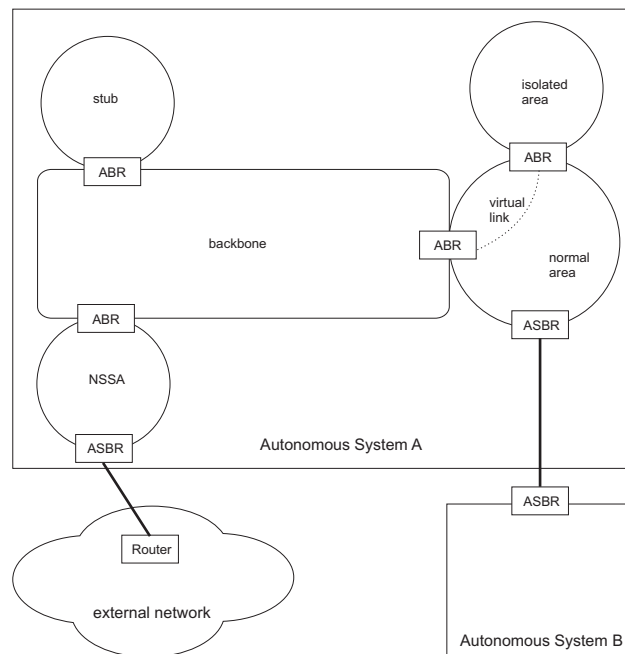 stub
isolated
area
ABR
ABR
virtual
link
backbone
ABR
normal
area
ABR
ASBR
NSSA
ASBR
Autonomous System A
ASBR
Router
external network
Autonomous System B